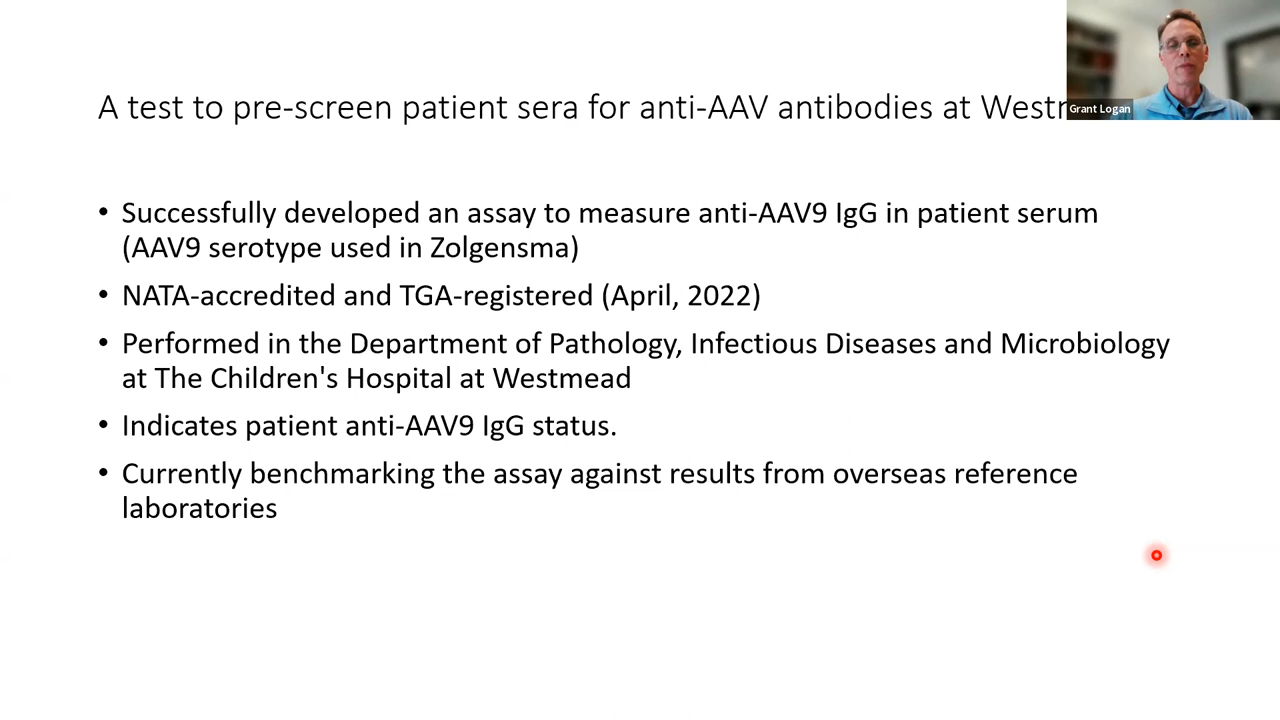 A test to pre-screen patient sera for anti-AAV antibodies at
Grant Logan
• Successfully developed an assay to measure anti-AAV9 IgG in patient serum
(AAV9 serotype used in Zolgensma)
• NATA-accredited and TGA-registered (April, 2022)
• Performed in the Department of Pathology, Infectious Diseases and Microbiology
at The Children's Hospital at Westmead
• Indicates patient anti-AAV9 IgG status.
• Currently benchmarking the assay against results from overseas reference
laboratories